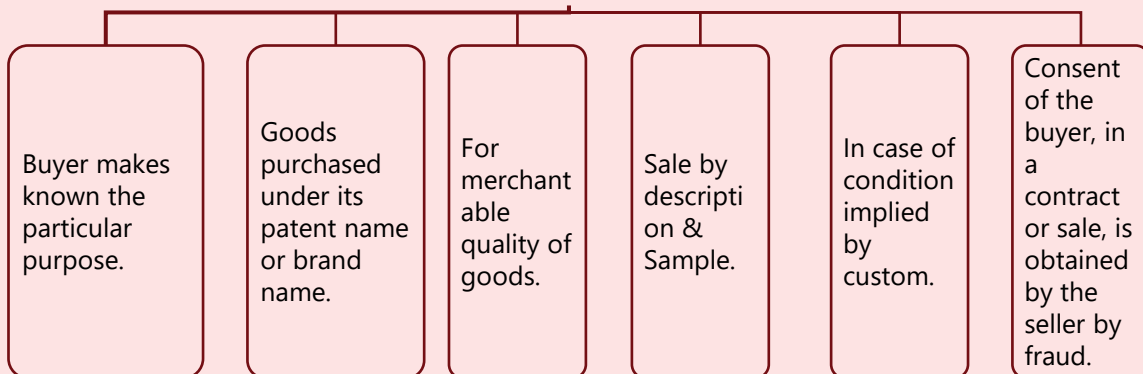 Buyer makes
known the
particular
purpose.
Goods
purchased
under its
patent name
or brand
name.
For
merchant
able
quality of
goods.
Sale by
descripti
on &
Sample.
In case of
condition
implied
by
custom.
Consent
of the
buyer, in
a
contract
or sale, is
obtained
by the
seller by
fraud.